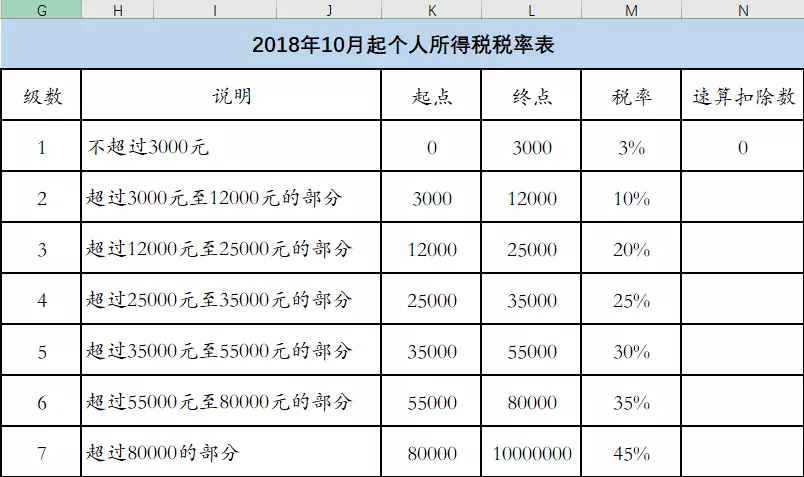 G H I J K L M N
2018年10月起个人所得税税率表
级数 说明 起点 终点 税率 速算扣除数
1 不超过3000元 0 3000 3% 0
2 超过3000元至12000元的部分 3000 12000 10%
3 超过12000元至25000元的部分 12000 25000 20%
4 超过25000元至35000元的部分 25000 35000 25%
5 超过35000元至55000元的部分 35000 55000 30%
6 超过55000元至80000元的部分 55000 80000 35%
7 超过80000的部分 80000 10000000 45%